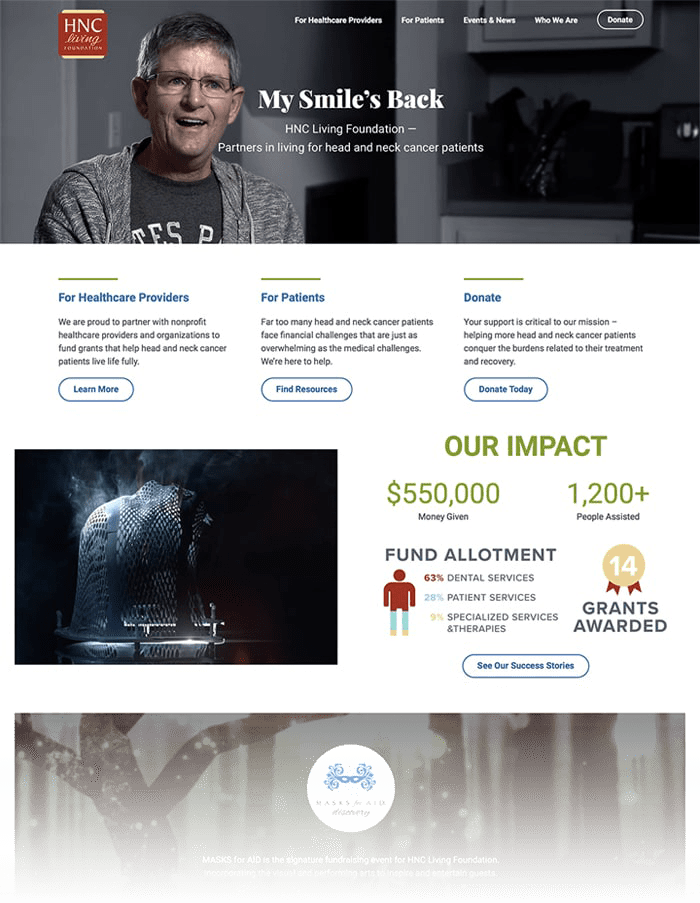 HNC
living
FOUNDATION
For Healthcare Providers For Patients Events & News Who We Are Donate
My Smile's Back
HNC Living Foundation —
Partners in living for head and neck cancer patients
For Healthcare Providers
We are proud to partner with nonprofit
healthcare providers and organizations to
fund grants that help head and neck cancer
patients live life fully.
Learn More
For Patients
Far too many head and neck cancer patients
face financial challenges that are just as
overwhelming as the medical challenges.
We're here to help.
Find Resources
Donate
Your support is critical to our mission –
helping more head and neck cancer patients
conquer the burdens related to their treatment
and recovery.
Donate Today
OUR IMPACT
$550,000
Money Given
1,200+
People Assisted
FUND ALLOTMENT
63% DENTAL SERVICES
28% PATIENT SERVICES
9% SPECIALIZED SERVICES
&THERAPIES
14
GRANTS
AWARDED
See Our Success Stories
MASKS for AID
discovery
MASKS for AID is the signature fundraising event for HNC Living Foundation,